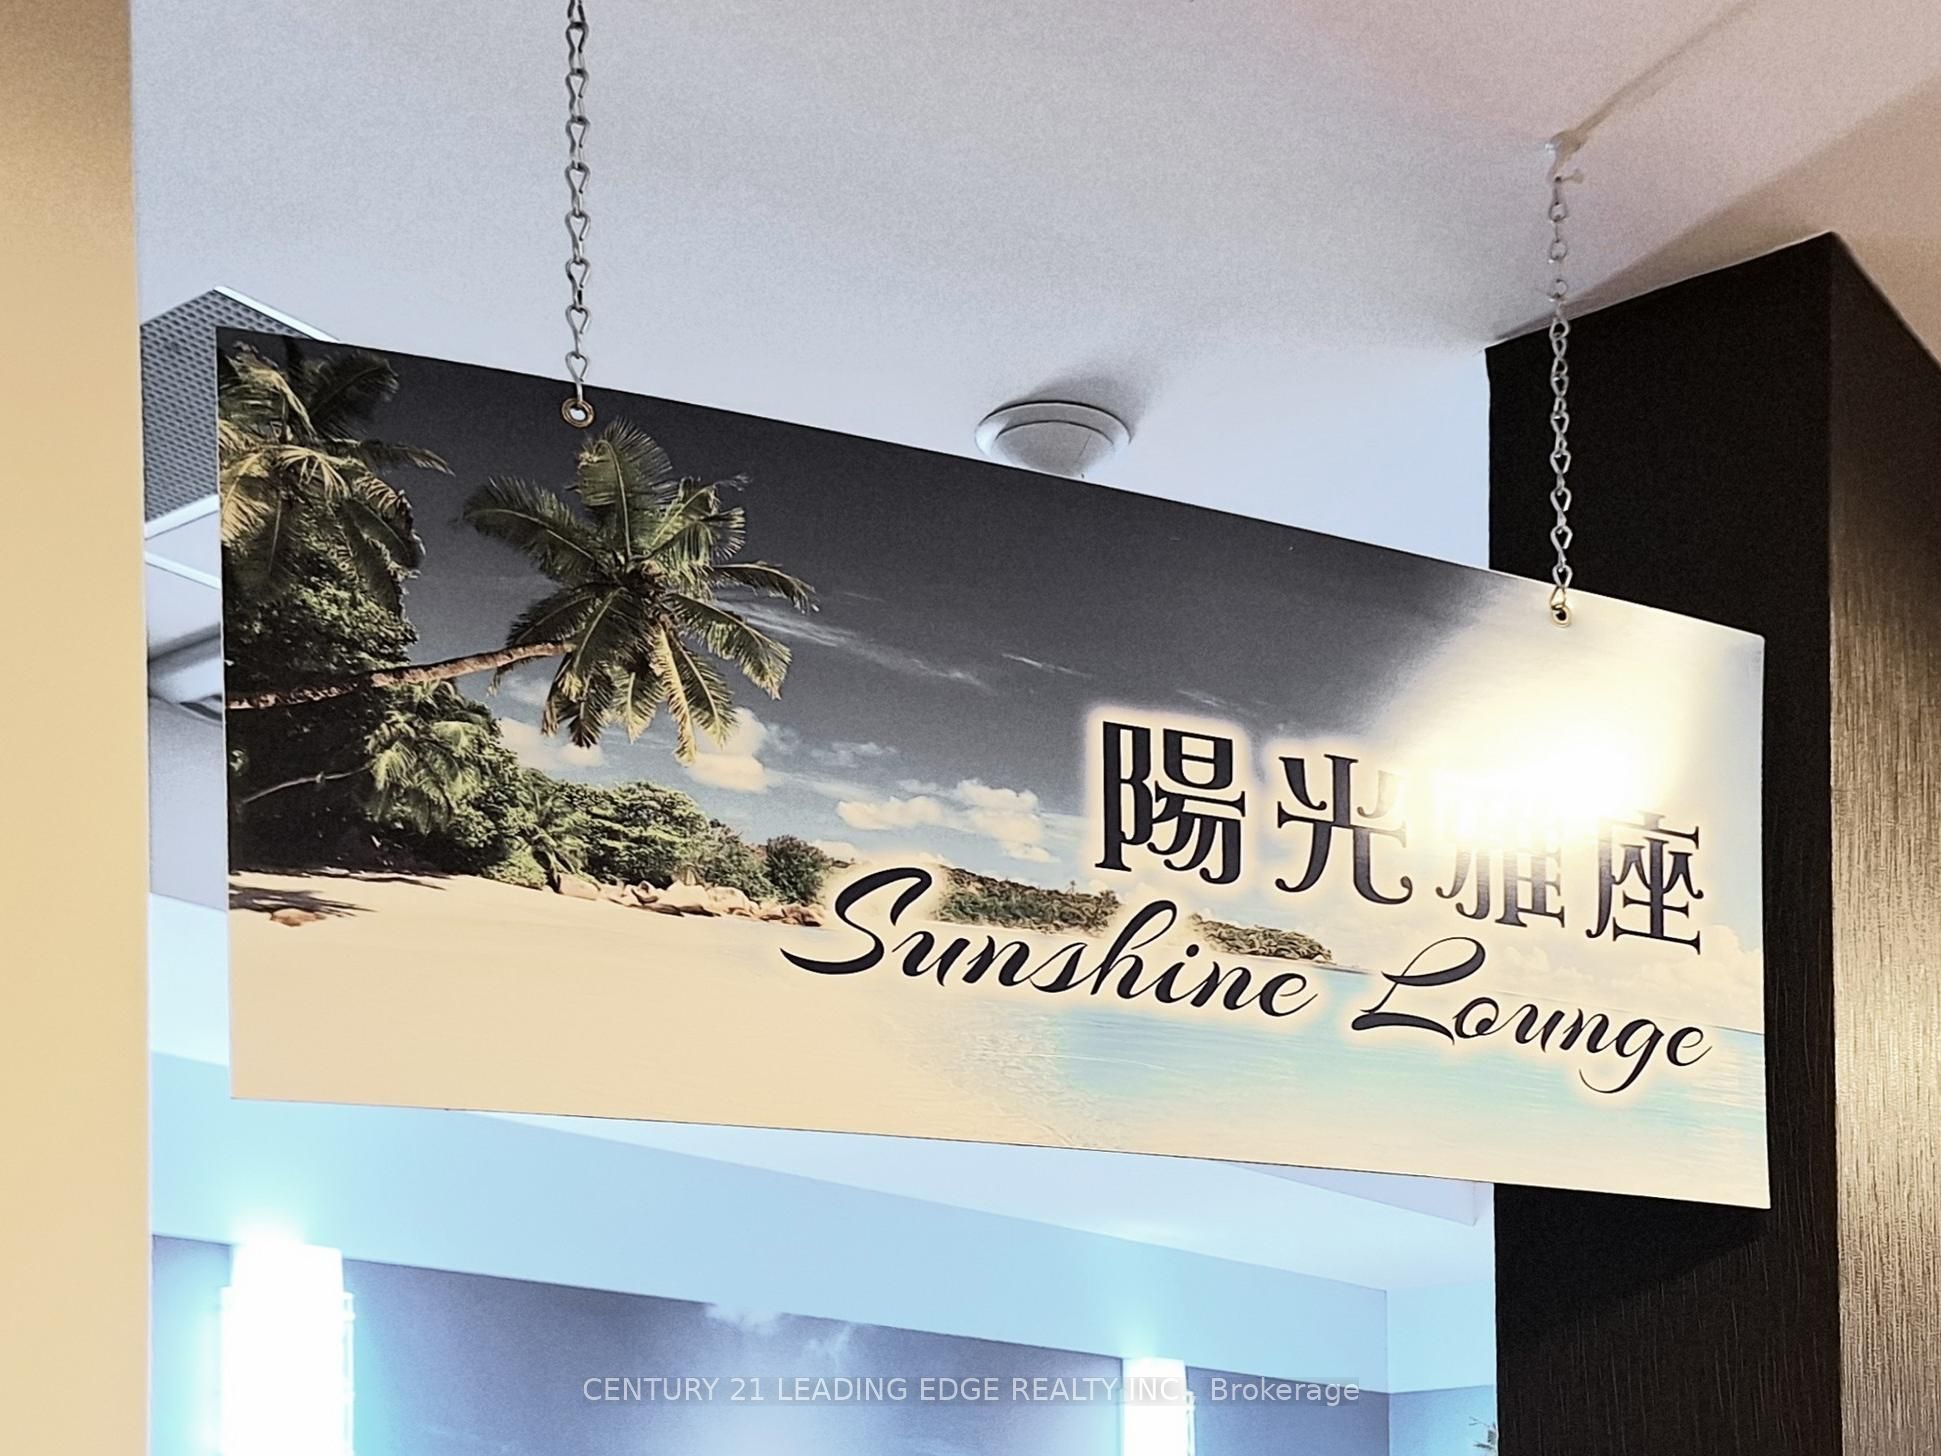 陽光雅座
Sunshine Lounge
CENTURY 21 LEADING EDGE REALTY INC., Brokerage